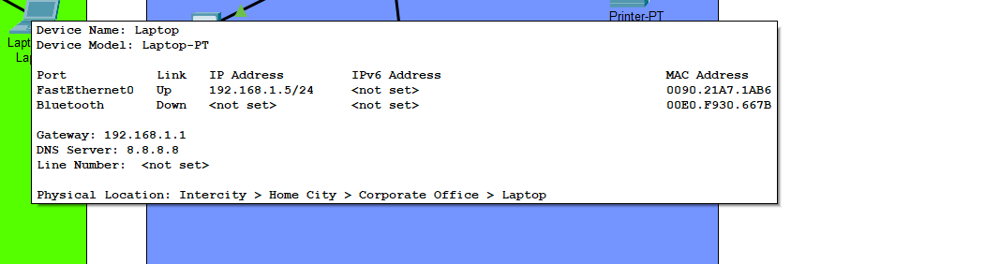 Printer-PT
Lapt
La
Device Name: Laptop
Device Model: Laptop-PT
Port Link IP Address IPv6 Address MAC Address
FastEthernet0 Up 192.168.1.5/24 <not set> 0090.21A7.1AB6
Bluetooth Down <not set> <not set> 00E0.F930.667B
Gateway: 192.168.1.1
DNS Server: 8.8.8.8
Line Number: <not set>
Physical Location: Intercity > Home City > Corporate Office > Laptop